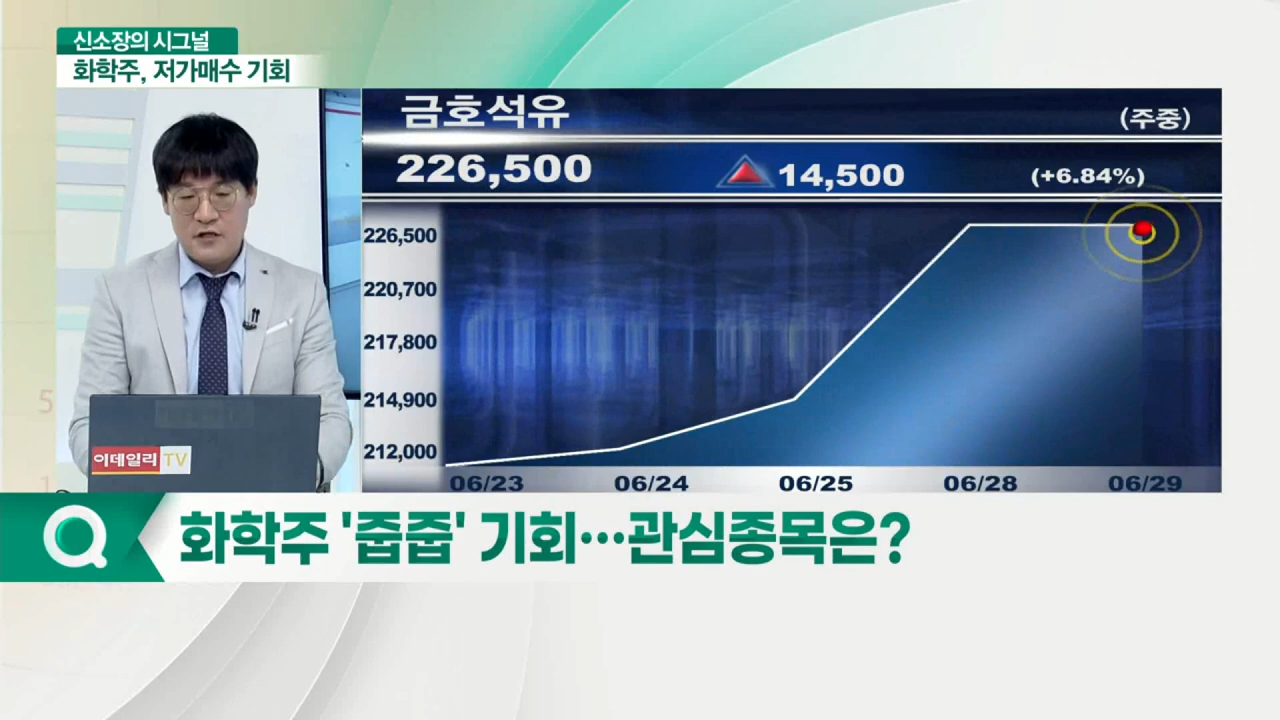 신소장의 시그널
화학주, 저가매수 기회
금호석유
(주중)
226,500
14,500
(+6.84%)
226,500
220,700
217,800
214,900
212,000
06/23
06/24
06/25
06/28
06/29
이데일리TV
화학주 '줍줍' 기회…관심종목은?